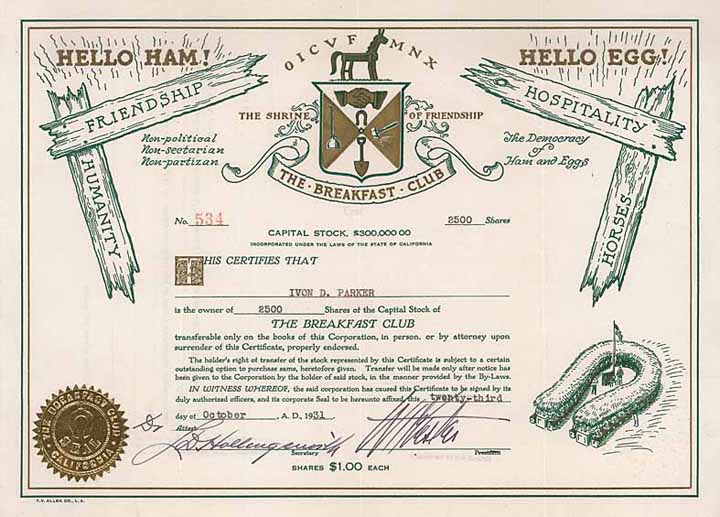 HELLO HAM!
OICVFMNX
HELLO EGG!
FRIENDSHIP
HUMANITY
HOSPITALITY
HORSES.
Non-political
Non-sectarian
Non-partizan
THE SHRINE OF FRIENDSHIP
The Democracy
of
Ham and Eggs
THE · BREAKFAST · CLUB
No. 534
2500 Shares
CAPITAL STOCK, $300,000.00
INCORPORATED UNDER THE LAWS OF THE STATE OF CALIFORNIA
THIS CERTIFIES THAT
IVON D. PARKER
is the owner of 2500 Shares of the Capital Stock of
THE BREAKFAST CLUB
transferable only on the books of this Corporation, in person, or by attorney upon
surrender of this Certificate, properly endorsed.
The holder's right of transfer of the stock represented by this Certificate is subject to a certain
outstanding option to purchase same, heretofore given. Transfer will be made only after notice has
been given to the Corporation by the holder of said stock, in the manner provided by the By-Laws.
IN WITNESS WHEREOF, the said corporation has caused this Certificate to be signed by its
duly authorized officers, and its corporate Seal to be hereunto affixed this twenty-third
day of October, A. D. 1931
Attest
Dr L D Hollingsworth
Secretary
President
SHARES $1.00 EACH
THE BREAKFAST CLUB
CALIFORNIA
F.V. ALLEN CO., L.A.